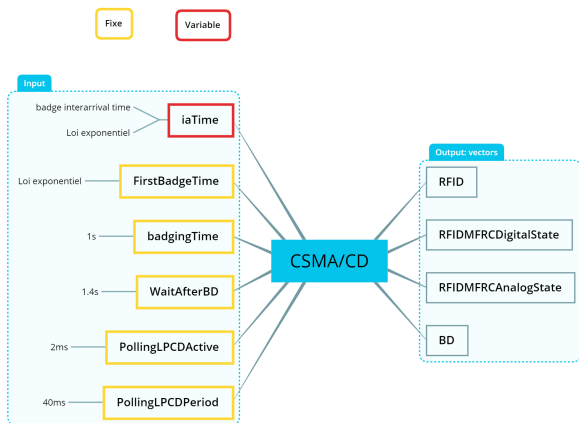 Fixe
Variable
Input
badge interarrival time
Loi exponentiel
iaTime
Loi exponentiel
FirstBadgeTime
1s
badgingTime
1.4s
WaitAfterBD
2ms
PollingLPCDActive
40ms
PollingLPCDPeriod
CSMA/CD
Output: vectors
RFID
RFIDMFRCDigitalState
RFIDMFRCAnalogState
BD